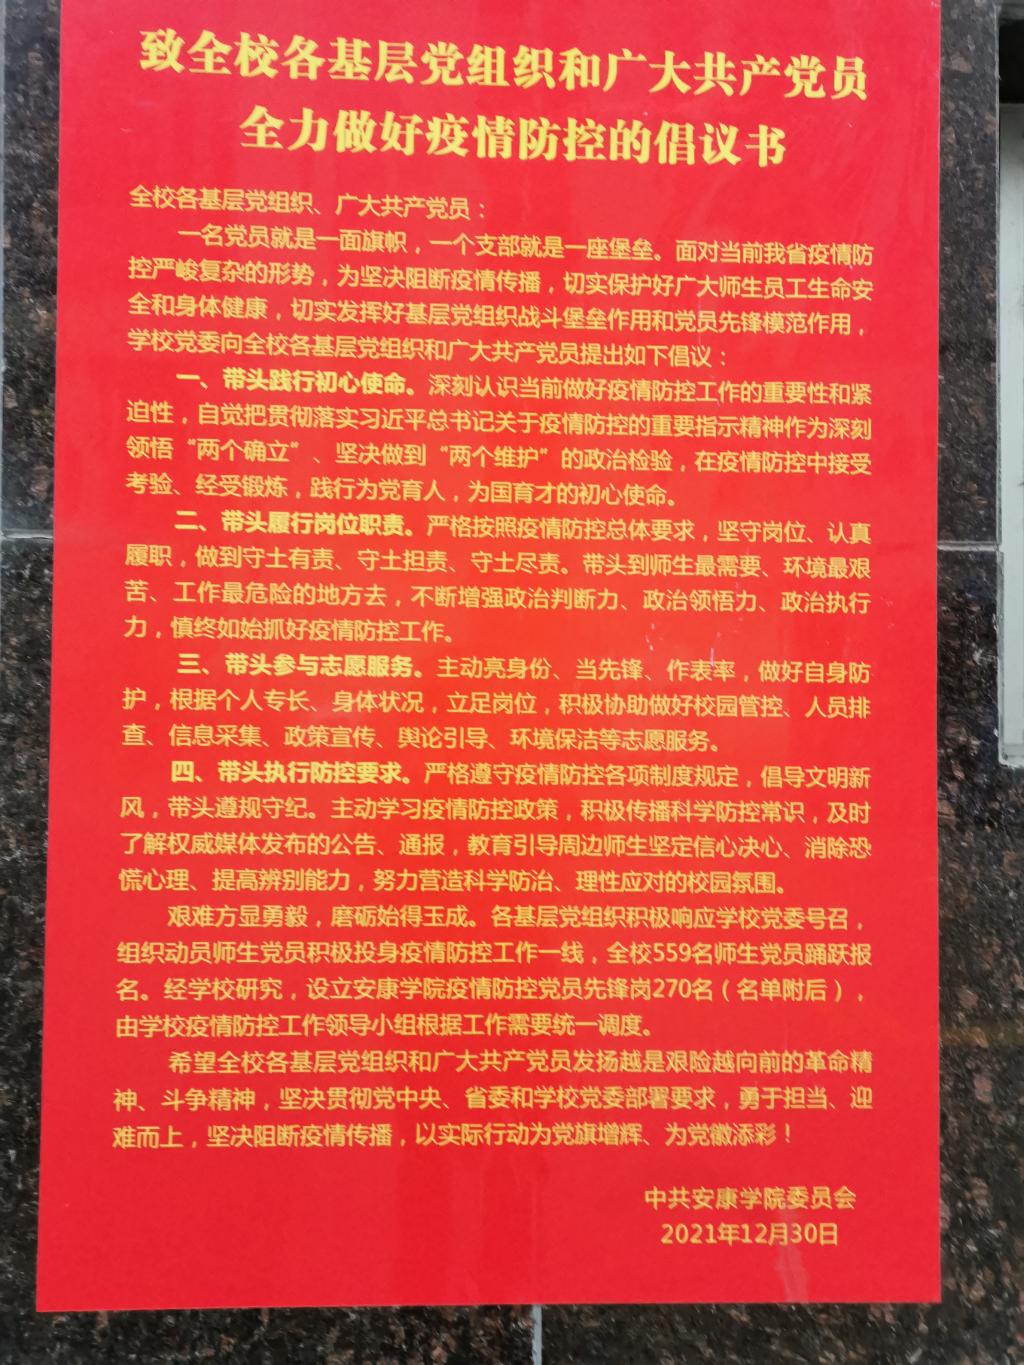 致全校各基层党组织和广大共产党员
全力做好疫情防控的倡议书
全校各基层党组织、广大共产党员：
一名党员就是一面旗帜，一个支部就是一座堡垒。面对当前我省疫情防
控严峻复杂的形势，为坚决阻断疫情传播，切实保护好广大师生员工生命安
全和身体健康，切实发挥好基层党组织战斗堡垒作用和党员先锋模范作用，
学校党委向全校各基层党组织和广大共产党员提出如下倡议：
一、带头践行初心使命。深刻认识当前做好疫情防控工作的重要性和紧
迫性，自觉把贯彻落实习近平总书记关于疫情防控的重要指示精神作为深刻
领悟“两个确立”、坚决做到“两个维护”的政治检验，在疫情防控中接受
考验、经受锻炼，践行为党育人，为国育才的初心使命。
二、带头履行岗位职责。严格按照疫情防控总体要求，坚守岗位、认真
履职，做到守土有责、守土担责、守土尽责。带头到师生最需要、环境最艰
苦、工作最危险的地方去，不断增强政治判断力、政治领悟力、政治执行
力，慎终如始抓好疫情防控工作。
三、带头参与志愿服务。主动亮身份、当先锋、作表率，做好自身防
护，根据个人专长、身体状况，立足岗位，积极协助做好校园管控、人员排
查、信息采集、政策宣传、舆论引导、环境保洁等志愿服务。
四、带头执行防控要求。严格遵守疫情防控各项制度规定，倡导文明新
风，带头遵规守纪。主动学习疫情防控政策，积极传播科学防控常识，及时
了解权威媒体发布的公告、通报，教育引导周边师生坚定信心决心、消除恐
慌心理、提高辨别能力，努力营造科学防治、理性应对的校园氛围。
艰难方显勇毅，磨砺始得玉成。各基层党组织积极响应学校党委号召，
组织动员师生党员积极投身疫情防控工作一线，全校559名师生党员踊跃报
名。经学校研究，设立安康学院疫情防控党员先锋岗270名（名单附后），
由学校疫情防控工作领导小组根据工作需要统一调度。
希望全校各基层党组织和广大共产党员发扬越是艰险越向前的革命精
神、斗争精神，坚决贯彻党中央、省委和学校党委部署要求，勇于担当、迎
难而上，坚决阻断疫情传播，以实际行动为党旗增辉、为党徽添彩！
中共安康学院委员会
2021年12月30日